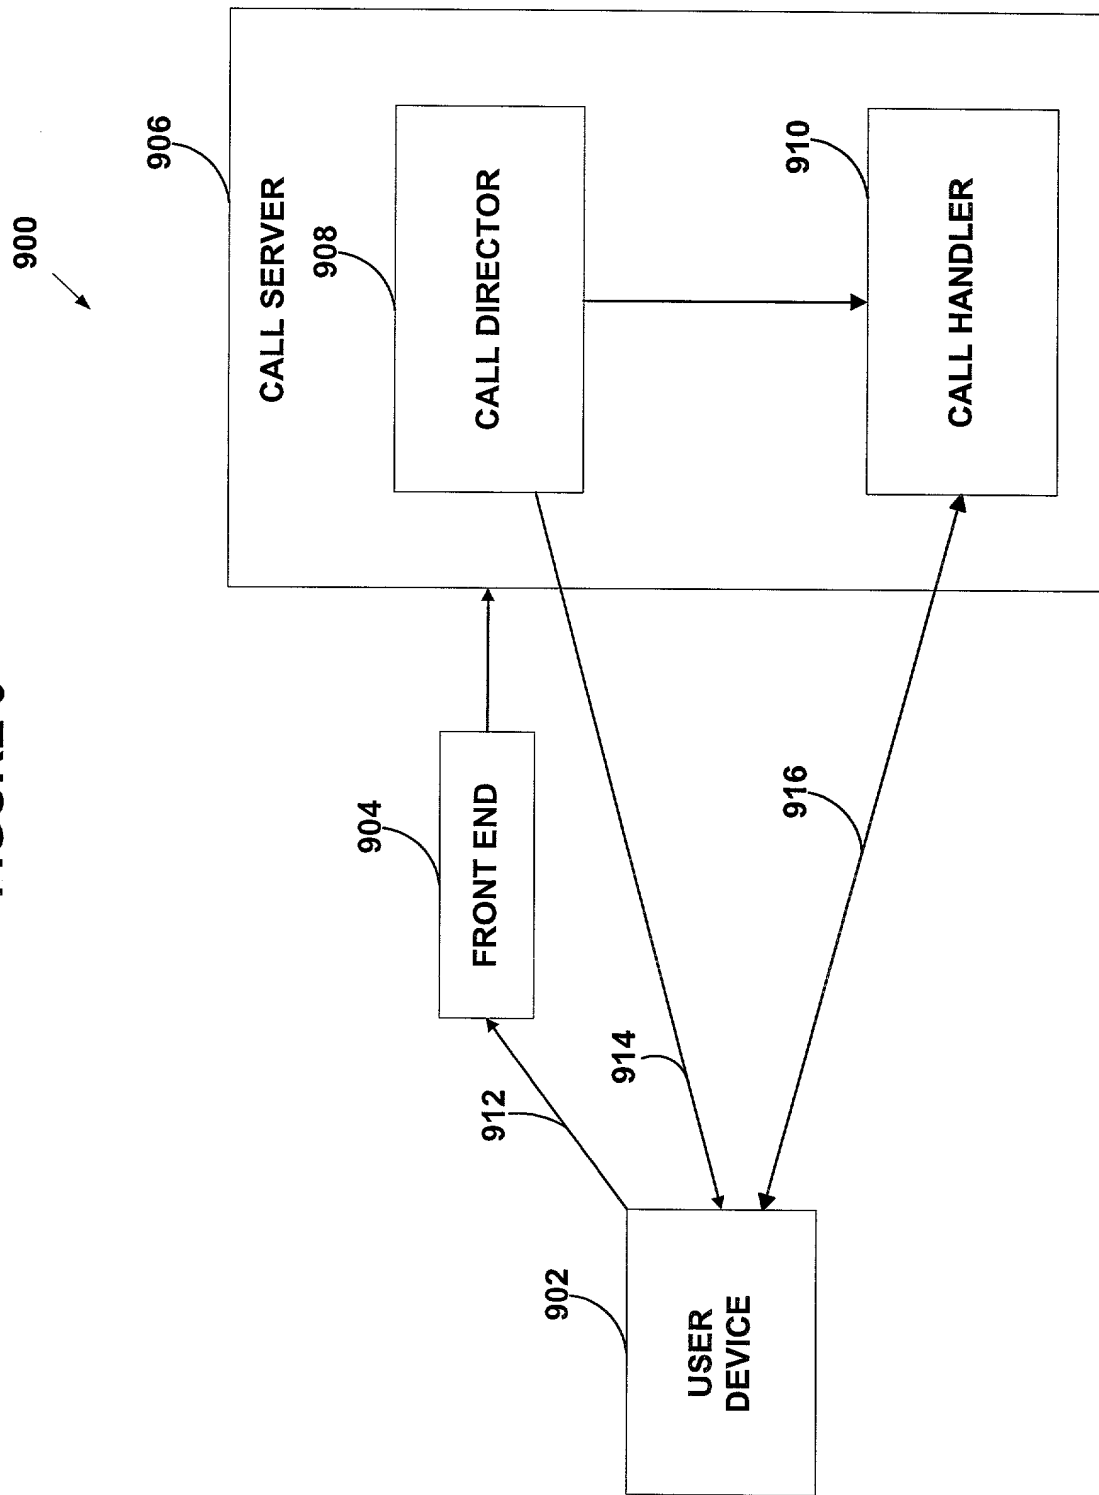 900
906
CALL SERVER
908
904
912
FRONT END
CALL DIRECTOR
902
914
USER
DEVICE
916
910
CALL HANDLER